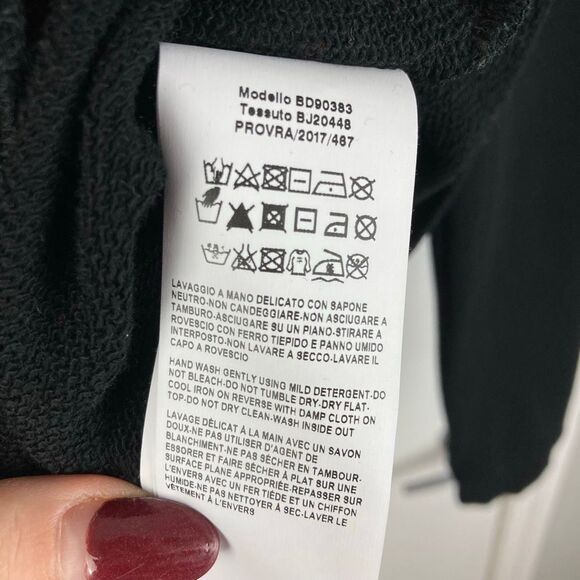 Modello BD90383
Tessuto BJ20448
PROVRA/2017/467
LAVAGGIO A MANO DELICATO CON SAPONE
NEUTRO-NON CANDEGGIARE-NON ASCIUGARE A
TAMBURO-ASCIUGARE SU UN PIANO-STIRARE A
ROVESCIO CON FERRO TIEPIDO E PANNO UMIDO
INTERPOSTO-NON LAVARE A SECCO-LAVARE IL
CAPO A ROVESCIO
HAND WASH GENTLY USING MILD DETERGENT-DO
NOT BLEACH-DO NOT TUMBLE DRY-DRY FLAT-
COOL IRON ON REVERSE WITH DAMP CLOTH ON
TOP-DO NOT DRY CLEAN-WASH INSIDE OUT
LAVAGE DÉLICAT À LA MAIN AVEC UN SAVON
DOUX-NE PAS UTILISER D'AGENT DE
BLANCHIMENT-NE PAS SÉCHER EN TAMBOUR-
ESSORER ET FAIRE SÉCHER À PLAT SUR UNE
SURFACE PLANE APPROPRIÉE-REPASSER SUR
L'ENVERS AVEC UN FER TIÈDE ET UN CHIFFON
HUMIDE-NE PAS NETTOYER À SEC-LAVER LE
VÊTEMENT À L'ENVERS